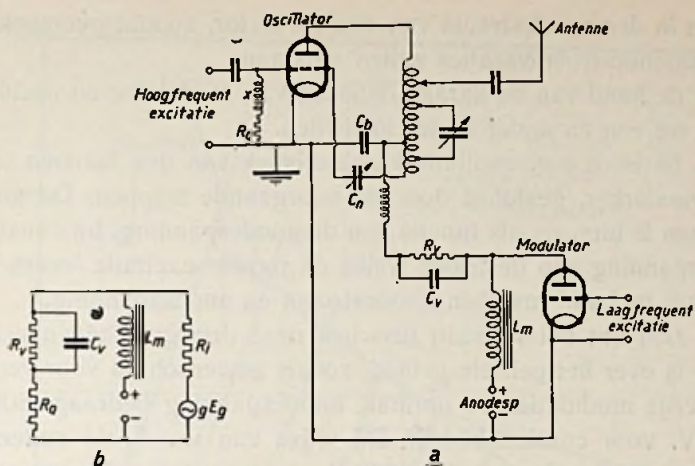 Oscillator
Antenne
Hoogfrequent
excitatie
x
Rg
Cb
Cn
Rv
Cv
Modulator
Lm
Laagfrequent
excitatie
+
Anodesp
−
a
Rv
Cv
Lm
Ri
Ra
+
−
gEg
b